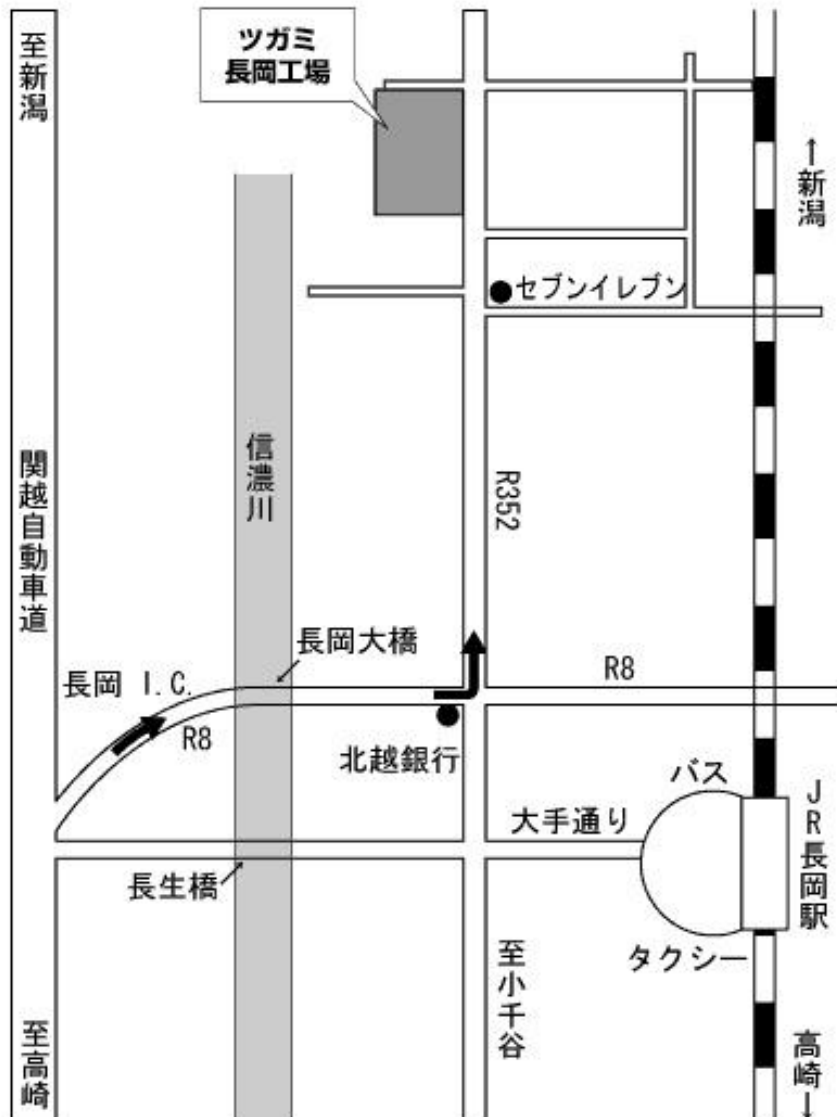 至新潟
ツガミ
長岡工場
←新潟
セブンイレブン
関越自動車道
信濃川
R352
長岡大橋
長岡 I.C.
R8
R8
北越銀行
バス
JR長岡駅
大手通り
長生橋
タクシー
至小千谷
至高崎
高崎→